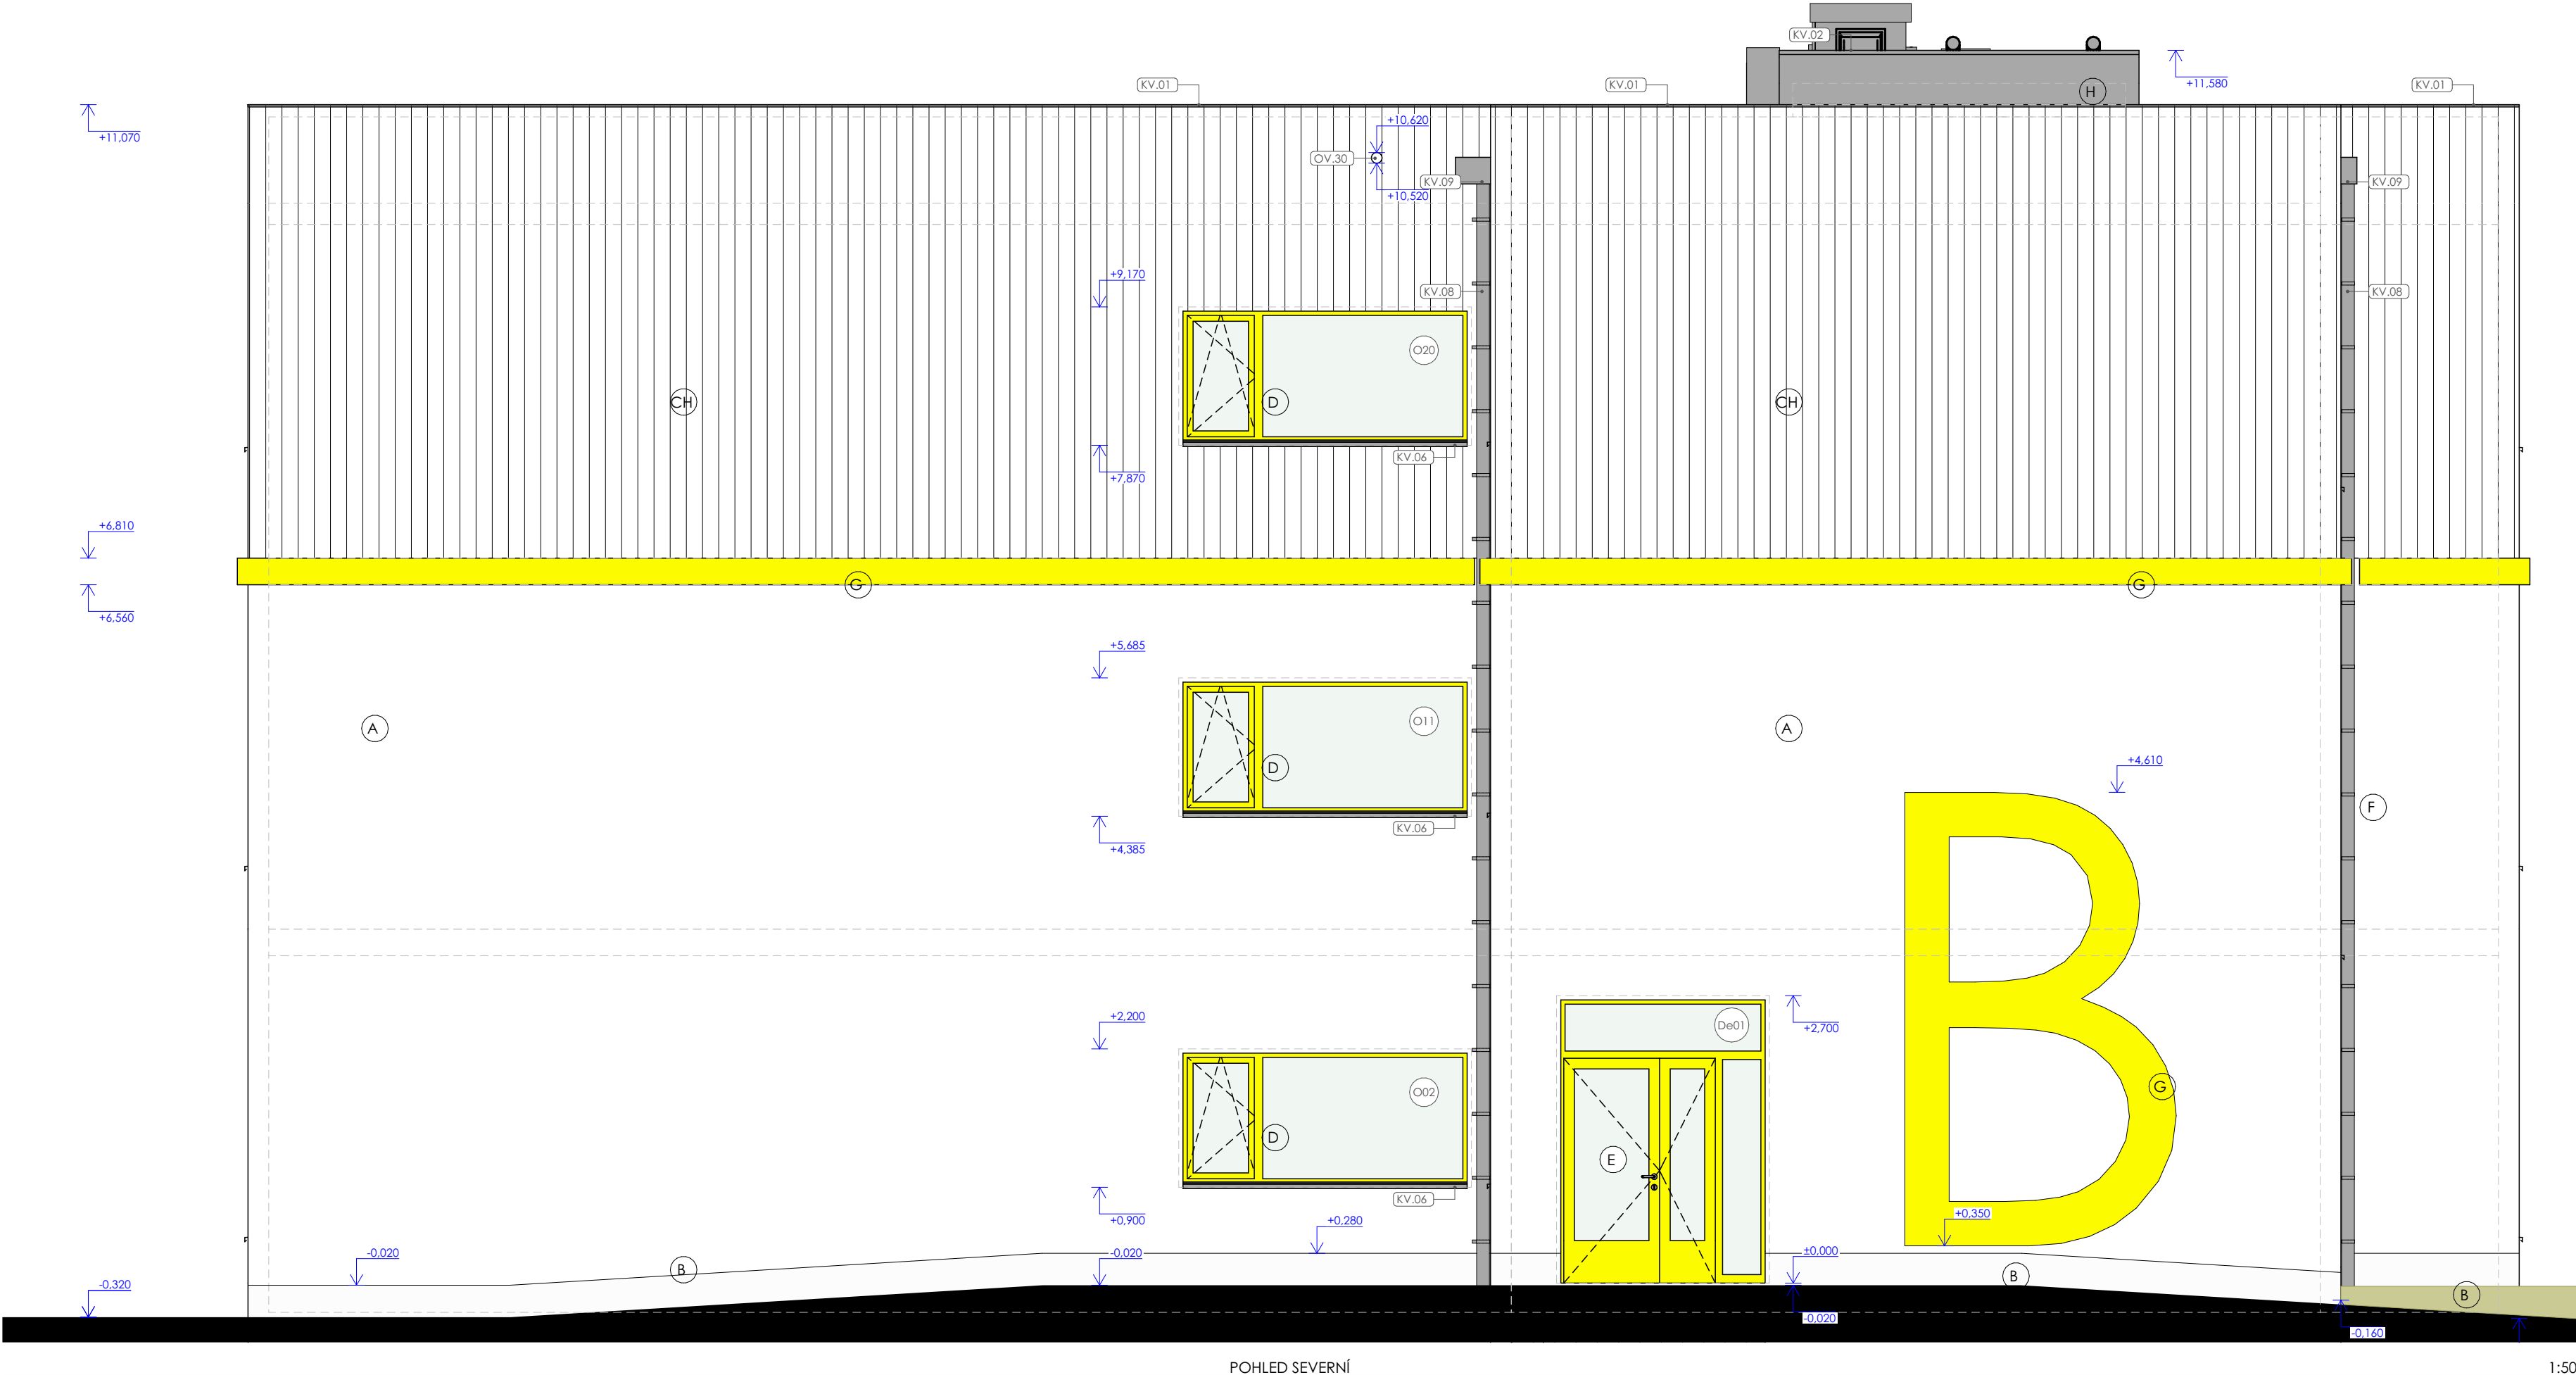 KV.02
KV.01
KV.01
+11,580
KV.01
H
+11,070
+10,620
OV.30
KV.09
KV.09
+10,520
+9,170
KV.08
KV.08
O20
CH
D
CH
KV.06
+7,870
+6,810
G
G
+6,560
+5,685
O11
A
A
+4,610
D
F
KV.06
+4,385
+2,200
De01
+2,700
O02
G
D
E
KV.06
+0,900
+0,280
+0,350
-0,020
-0,020
±0,000
B
B
-0,320
B
-0,020
-0,160
B
POHLED SEVERNÍ
1:50